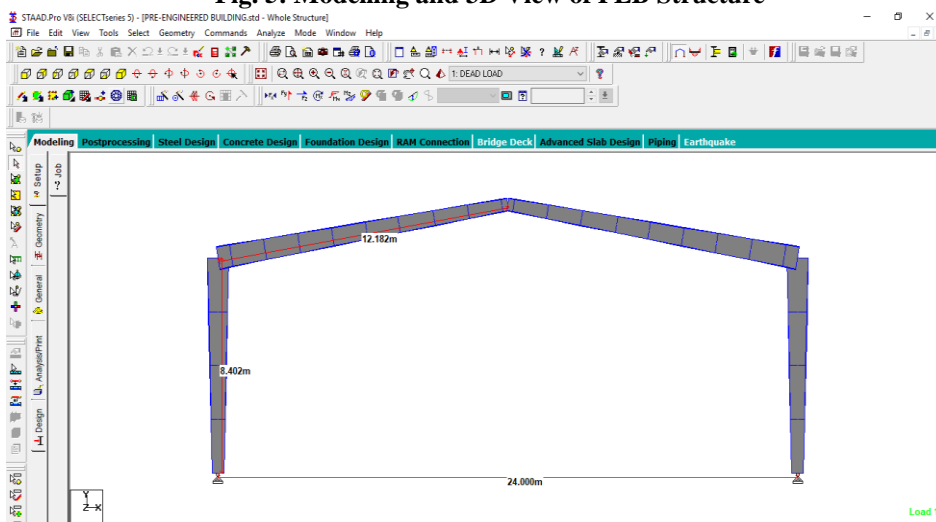 Fig. 5: Modelling and 3D View of PEB Structure
STAAD.Pro V8i (SELECTseries 5) - [PRE-ENGINEERED BUILDING.std - Whole Structure]
File Edit View Tools Select Geometry Commands Analyze Mode Window Help
1: DEAD LOAD
Modeling Postprocessing Steel Design Concrete Design Foundation Design RAM Connection Bridge Deck Advanced Slab Design Piping Earthquake
Setup
Job
Geometry
General
Analysis/Print
Design
12.182m
8.402m
24.000m
Y
Z X
Load 1